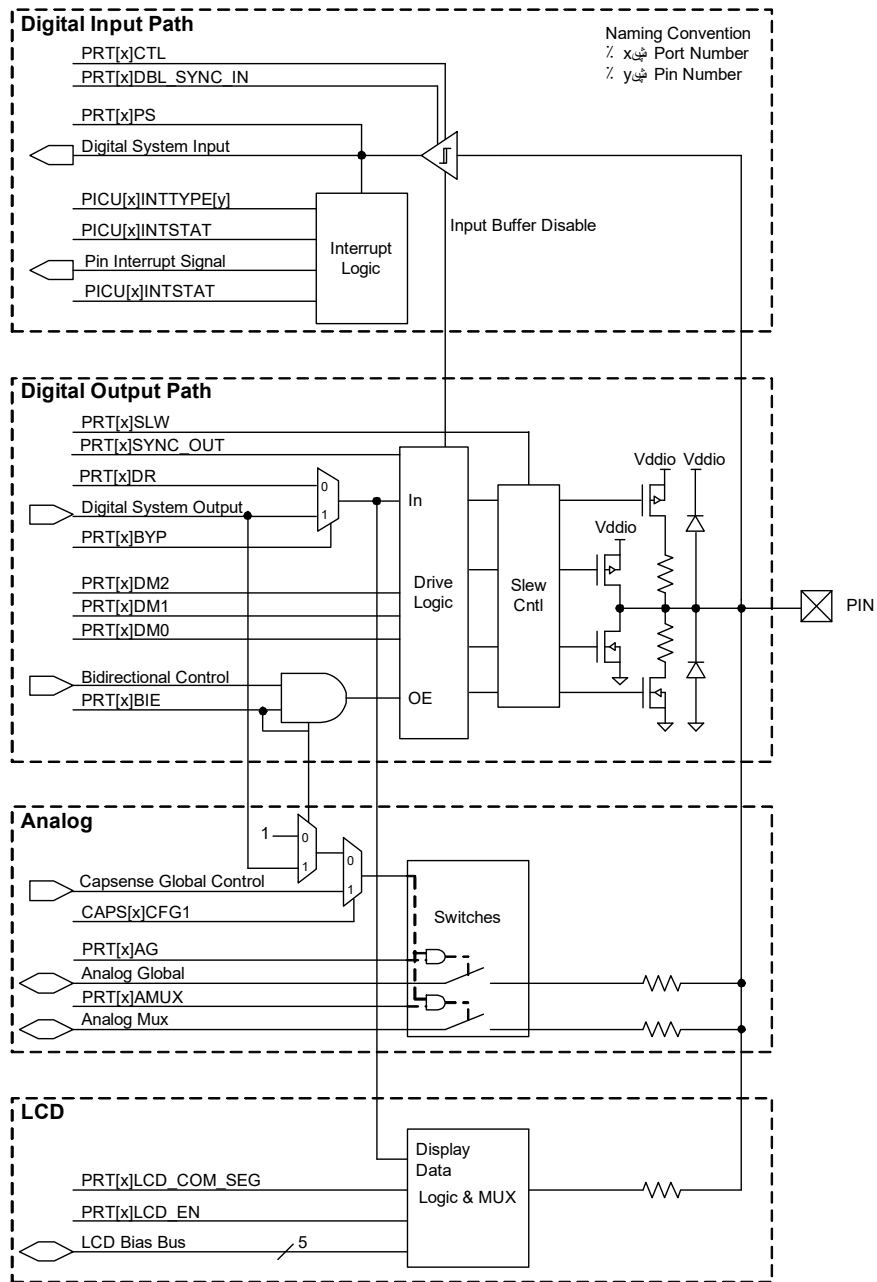 Digital Input Path
Naming Convention
x Port Number
y Pin Number
PRT[x]CTL
PRT[x]DBL_SYNC_IN
PRT[x]PS
Digital System Input
PICU[x]INTTYPE[y]
PICU[x]INTSTAT
Pin Interrupt Signal
PICU[x]INTSTAT
Interrupt
Logic
Input Buffer Disable
Digital Output Path
PRT[x]SLW
PRT[x]SYNC_OUT
PRT[x]DR
Digital System Output
PRT[x]BYP
0
1
PRT[x]DM2
PRT[x]DM1
PRT[x]DM0
Bidirectional Control
PRT[x]BIE
In
Drive
Logic
OE
Slew
Cntl
Vddio Vddio
Vddio
PIN
Analog
1
0
1
0
1
Capsense Global Control
CAPS[x]CFG1
Switches
PRT[x]AG
Analog Global
PRT[x]AMUX
Analog Mux
LCD
Display
Data
Logic & MUX
PRT[x]LCD_COM_SEG
PRT[x]LCD_EN
LCD Bias Bus
5